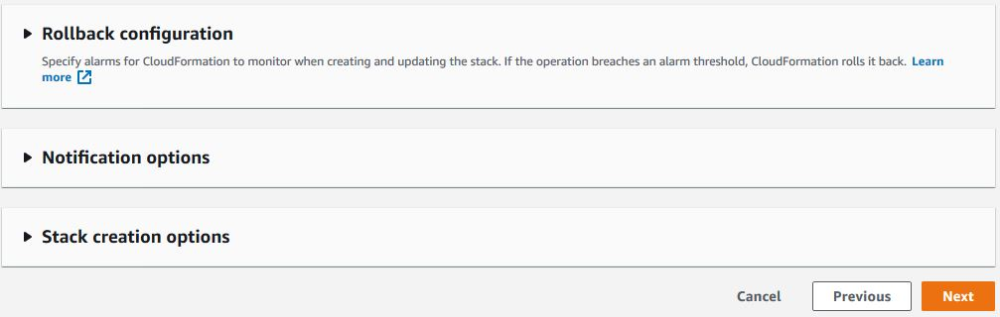 Rollback configuration
Specify alarms for CloudFormation to monitor when creating and updating the stack. If the operation breaches an alarm threshold, CloudFormation rolls it back. Learn
more
Notification options
Stack creation options
Cancel Previous Next